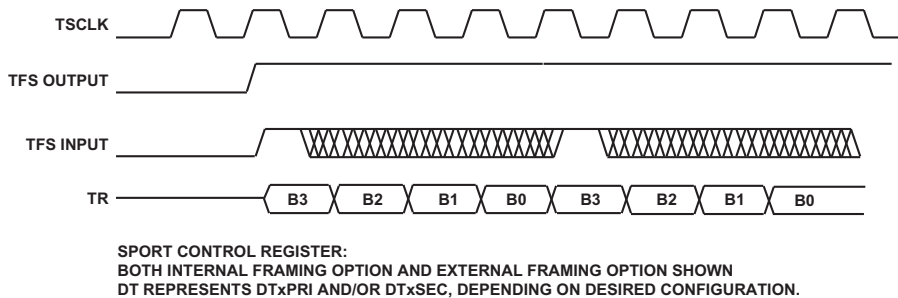 TSCLK
TFS OUTPUT
TFS INPUT
TR B3 B2 B1 B0 B3 B2 B1 B0
SPORT CONTROL REGISTER:
BOTH INTERNAL FRAMING OPTION AND EXTERNAL FRAMING OPTION SHOWN
DT REPRESENTS DTxPRI AND/OR DTxSEC, DEPENDING ON DESIRED CONFIGURATION.